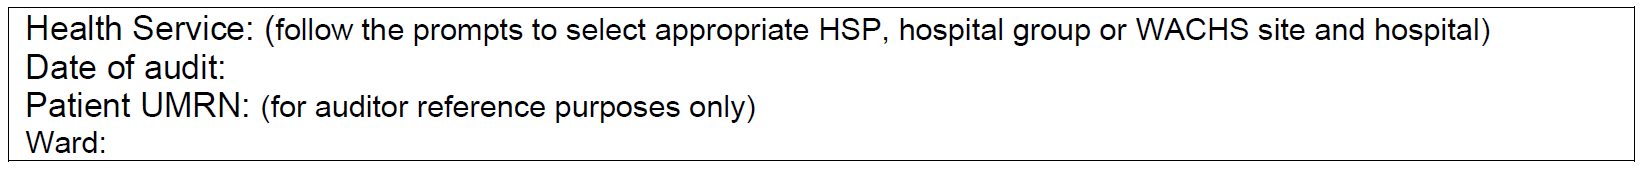 Health Service: (follow the prompts to select appropriate HSP, hospital group or WACHS site and hospital)
Date of audit:
Patient UMRN: (for auditor reference purposes only)
Ward: